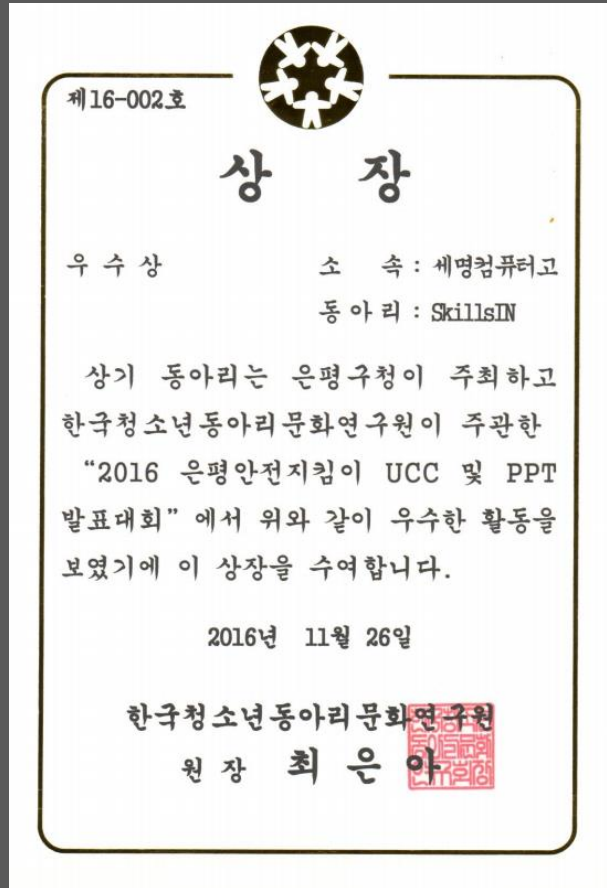 제16-002호
상 장
우 수 상 소 속 : 세명컴퓨터고
동 아 리 : SkillsIN
상기 동아리는 은평구청이 주최하고
한국청소년동아리문화연구원이 주관한
“2016 은평안전지킴이 UCC 및 PPT
발표대회” 에서 위와 같이 우수한 활동을
보였기에 이 상장을 수여합니다.
2016년 11월 26일
한국청소년동아리문화연구원
원 장 최 은 아